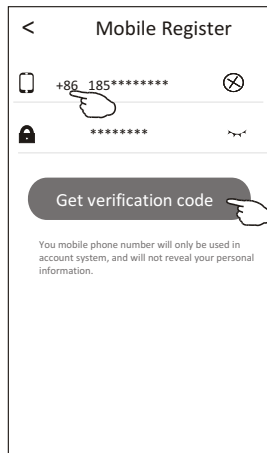 < Mobile Register
+86 185********
********
Get verification code
You mobile phone number will only be used in
account system, and will not reveal your personal
information.